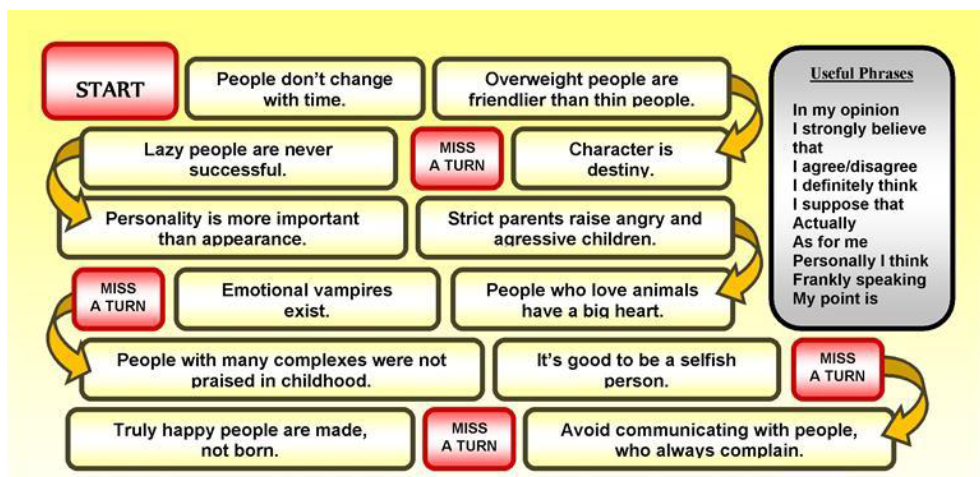 START
People don't change
with time.
Overweight people are
friendlier than thin people.
Character is
destiny.
MISS
A TURN
Lazy people are never
successful.
Personality is more important
than appearance.
Strict parents raise angry and
agressive children.
People who love animals
have a big heart.
Emotional vampires
exist.
MISS
A TURN
People with many complexes were not
praised in childhood.
It's good to be a selfish
person.
MISS
A TURN
Avoid communicating with people,
who always complain.
MISS
A TURN
Truly happy people are made,
not born.
Useful Phrases
In my opinion
I strongly believe
that
I agree/disagree
I definitely think
I suppose that
Actually
As for me
Personally I think
Frankly speaking
My point is